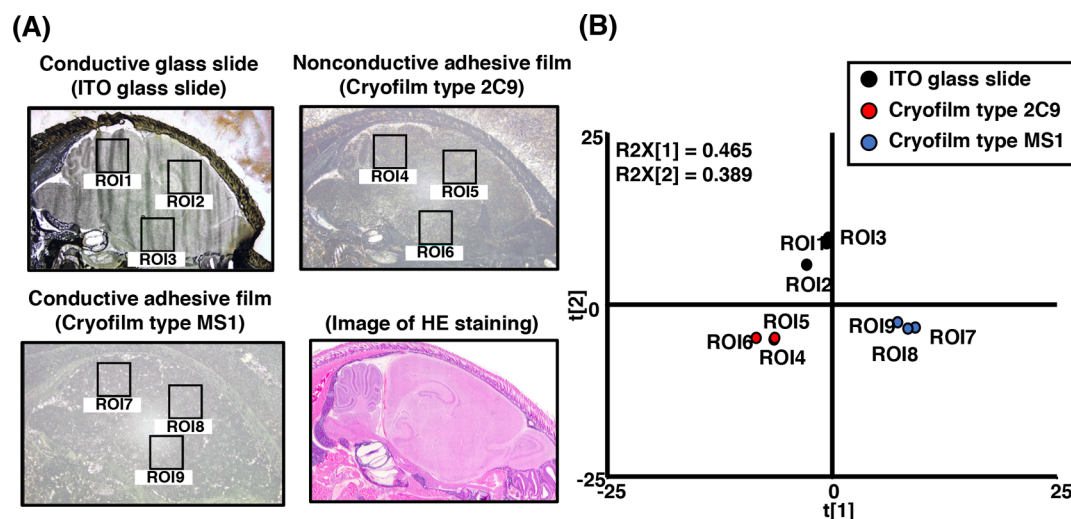 (A)
Conductive glass slide
(ITO glass slide)
ROI1
ROI2
ROI3
Nonconductive adhesive film
(Cryofilm type 2C9)
ROI4
ROI5
ROI6
Conductive adhesive film
(Cryofilm type MS1)
ROI7
ROI8
ROI9
(Image of HE staining)
(B)
ITO glass slide
Cryofilm type 2C9
Cryofilm type MS1
R2X[1] = 0.465
R2X[2] = 0.389
25
t[2]
0
-25
ROI1
ROI3
ROI2
ROI5
ROI6
ROI4
ROI9
ROI7
ROI8
-25
0
25
t[1]